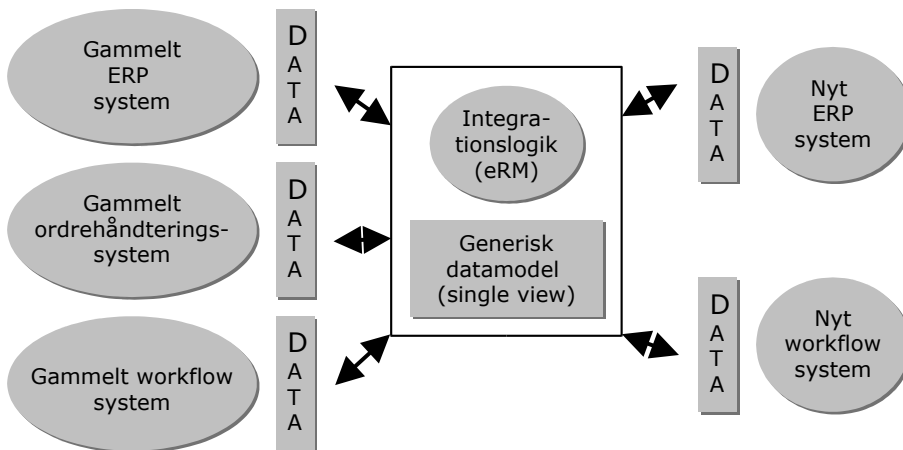 Gammelt
ERP
system
D
A
T
A
Gammelt
ordrehåndterings-
system
D
A
T
A
Gammelt workflow
system
D
A
T
A
Integra-
tionslogik
(eRM)
Generisk
datamodel
(single view)
D
A
T
A
Nyt
ERP
system
D
A
T
A
Nyt
workflow
system